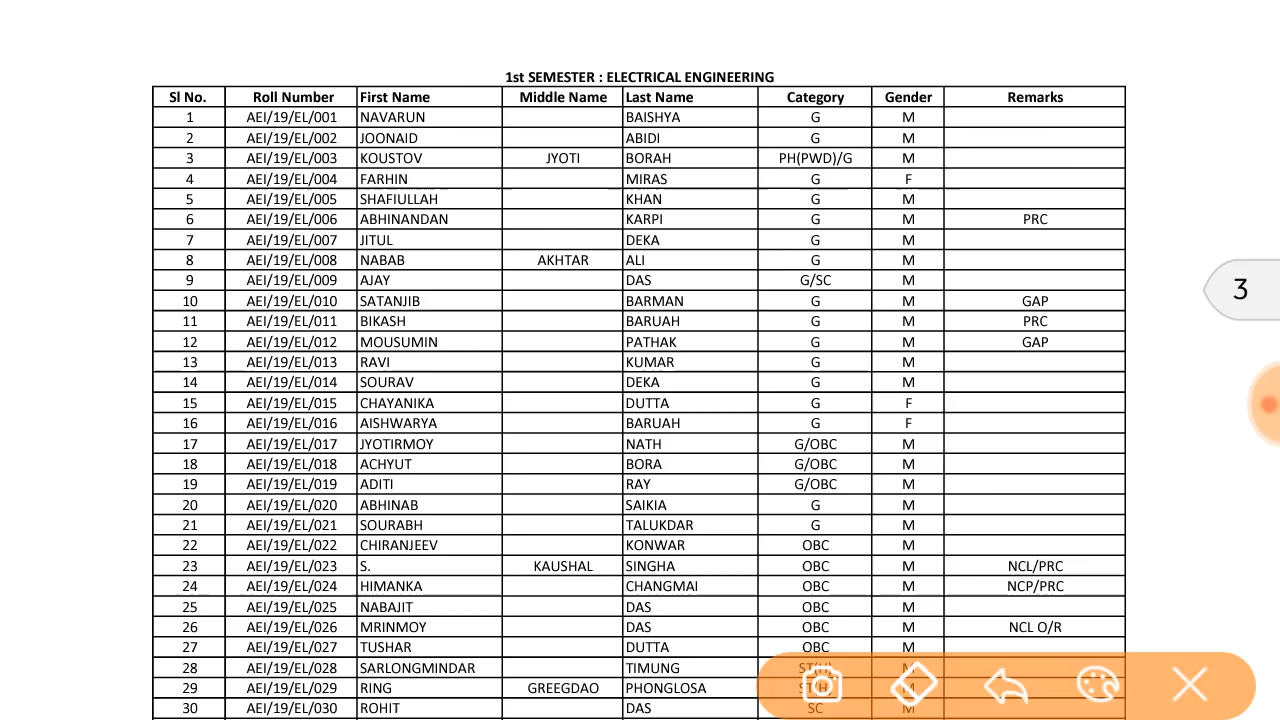 1st SEMESTER : ELECTRICAL ENGINEERING
Sl No. Roll Number First Name Middle Name Last Name Category Gender Remarks
1 AEI/19/EL/001 NAVARUN BAISHYA G M
2 AEI/19/EL/002 JOONAID ABIDI G M
3 AEI/19/EL/003 KOUSTOV JYOTI BORAH PH(PWD)/G M
4 AEI/19/EL/004 FARHIN MIRAS G F
5 AEI/19/EL/005 SHAFIULLAH KHAN G M
6 AEI/19/EL/006 ABHINANDAN KARPI G M PRC
7 AEI/19/EL/007 JITUL DEKA G M
8 AEI/19/EL/008 NABAB AKHTAR ALI G M
9 AEI/19/EL/009 AJAY DAS G/SC M
10 AEI/19/EL/010 SATANJIB BARMAN G M GAP
11 AEI/19/EL/011 BIKASH BARUAH G M PRC
12 AEI/19/EL/012 MOUSUMIN PATHAK G M GAP
13 AEI/19/EL/013 RAVI KUMAR G M
14 AEI/19/EL/014 SOURAV DEKA G M
15 AEI/19/EL/015 CHAYANIKA DUTTA G F
16 AEI/19/EL/016 AISHWARYA BARUAH G F
17 AEI/19/EL/017 JYOTIRMOY NATH G/OBC M
18 AEI/19/EL/018 ACHYUT BORA G/OBC M
19 AEI/19/EL/019 ADITI RAY G/OBC M
20 AEI/19/EL/020 ABHINAB SAIKIA G M
21 AEI/19/EL/021 SOURABH TALUKDAR G M
22 AEI/19/EL/022 CHIRANJEEV KONWAR OBC M
23 AEI/19/EL/023 S. KAUSHAL SINGHA OBC M NCL/PRC
24 AEI/19/EL/024 HIMANKA CHANGMAI OBC M NCP/PRC
25 AEI/19/EL/025 NABAJIT DAS OBC M
26 AEI/19/EL/026 MRINMOY DAS OBC M NCL O/R
27 AEI/19/EL/027 TUSHAR DUTTA OBC M
28 AEI/19/EL/028 SARLONGMINDAR TIMUNG ST(H) M
29 AEI/19/EL/029 RING GREEGDAO PHONGLOSA ST(H) M
30 AEI/19/EL/030 ROHIT DAS SC M
3